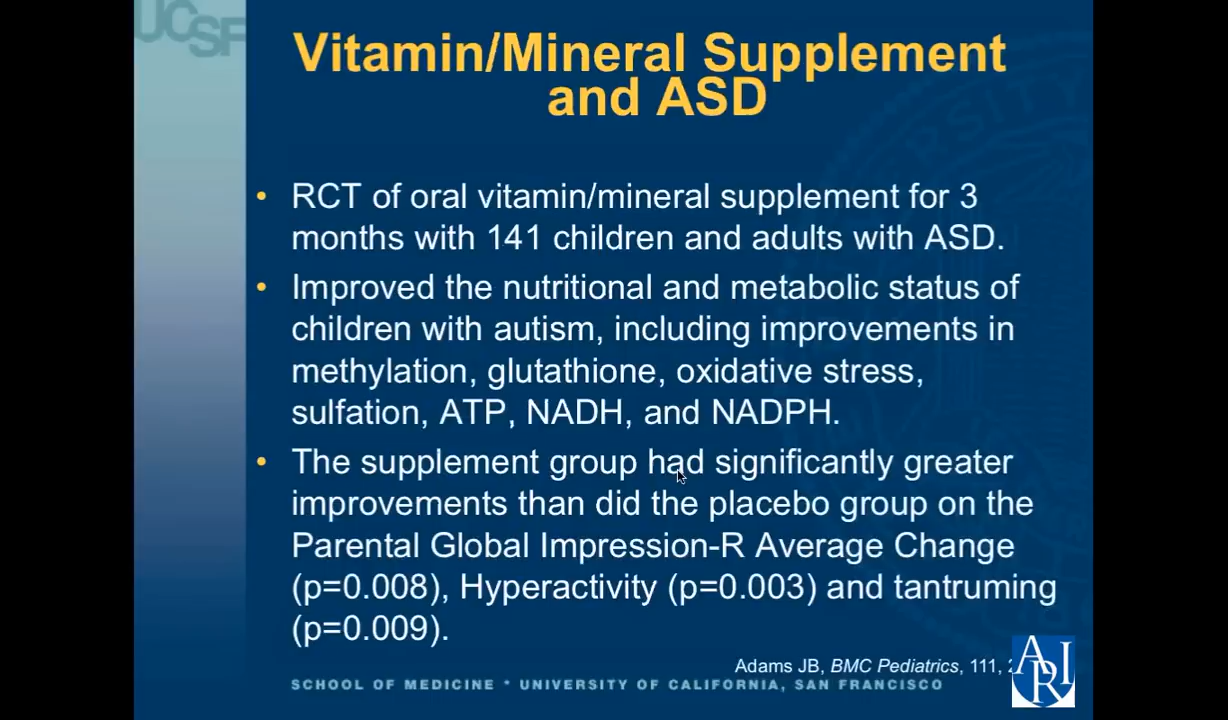 UCSF
Vitamin/Mineral Supplement
and ASD
• RCT of oral vitamin/mineral supplement for 3
months with 141 children and adults with ASD.
• Improved the nutritional and metabolic status of
children with autism, including improvements in
methylation, glutathione, oxidative stress,
sulfation, ATP, NADH, and NADPH.
• The supplement group had significantly greater
improvements than did the placebo group on the
Parental Global Impression-R Average Change
(p=0.008), Hyperactivity (p=0.003) and tantruming
(p=0.009).
Adams JB, BMC Pediatrics, 111,
ARI
SCHOOL OF MEDICINE * UNIVERSITY OF CALIFORNIA, SAN FRANCISCO